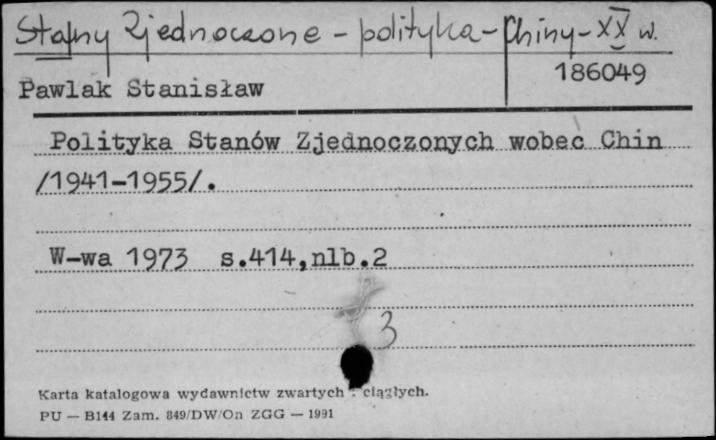 Stany Zjednoczone - polityka - Chiny - XX w.
186049
Pawlak Stanisław
Polityka Stanów Zjednoczonych wobec Chin
/1941-1955/.
W-wa 1973 s.414,nlb.2
3
Karta katalogowa wydawnictw zwartych i ciągłych.
PU — B144 Zam. 849/DW/On ZGG — 1991